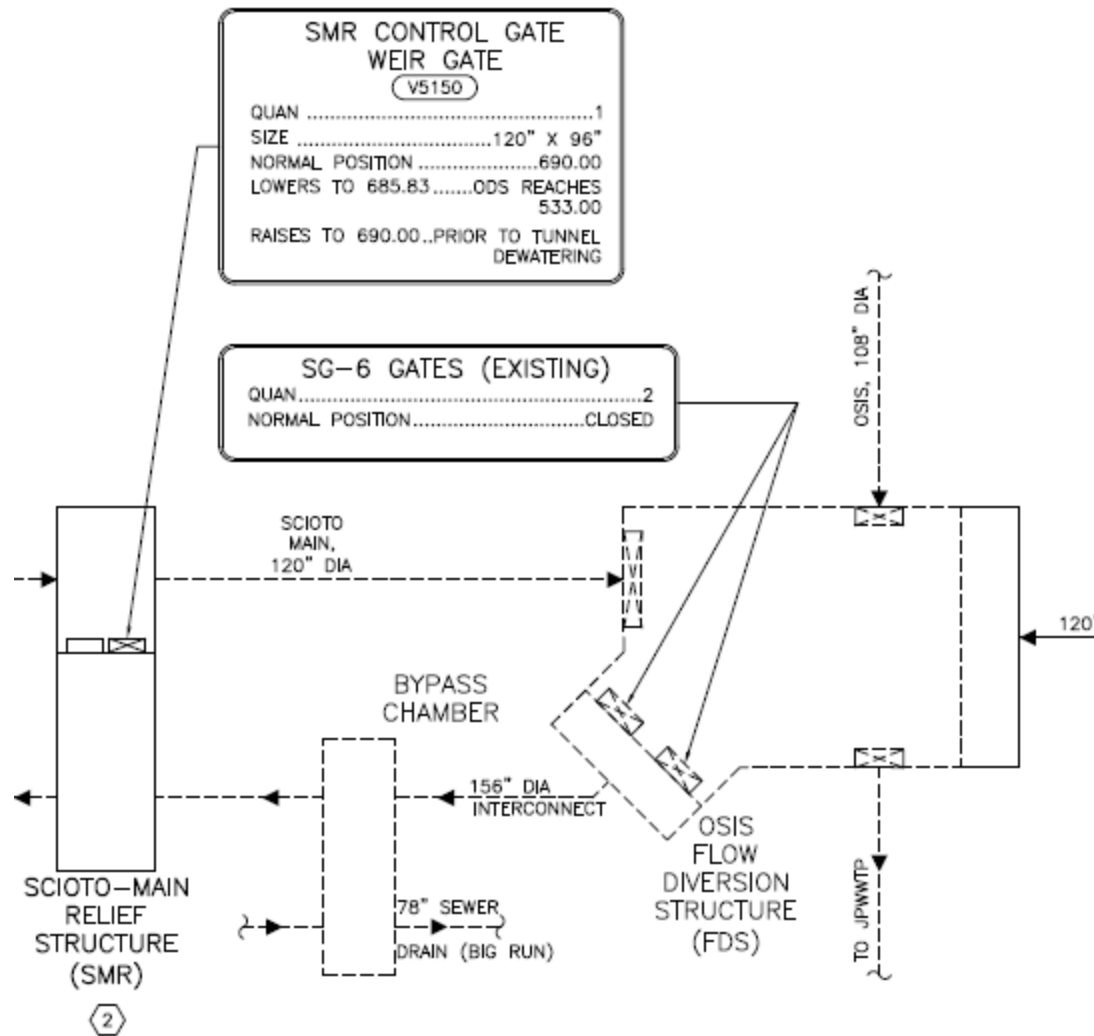 SMR CONTROL GATE
WEIR GATE
V5150
QUAN ................................................1
SIZE ................................120" X 96"
NORMAL POSITION ....................690.00
LOWERS TO 685.83.......ODS REACHES
533.00
RAISES TO 690.00..PRIOR TO TUNNEL
DEWATERING
SG-6 GATES (EXISTING)
QUAN..........................................................2
NORMAL POSITION.............................CLOSED
OSIS, 108" DIA
SCIOTO
MAIN,
120" DIA
120"
BYPASS
CHAMBER
156" DIA
INTERCONNECT
OSIS
FLOW
DIVERSION
STRUCTURE
(FDS)
TO JPWWTP
SCIOTO-MAIN
RELIEF
STRUCTURE
(SMR)
2
78" SEWER
DRAIN (BIG RUN)